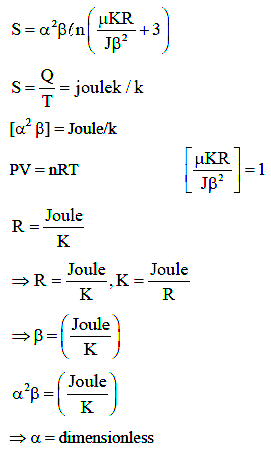 S = α²βℓn(μKR/Jβ² + 3)
S = Q/T = joulek / k
[α² β] = Joule/k
PV = nRT [μKR/Jβ²] = 1
R = Joule/K
⇒ R = Joule/K, K = Joule/R
⇒ β = (Joule/K)
α²β = (Joule/K)
⇒ α = dimensionless